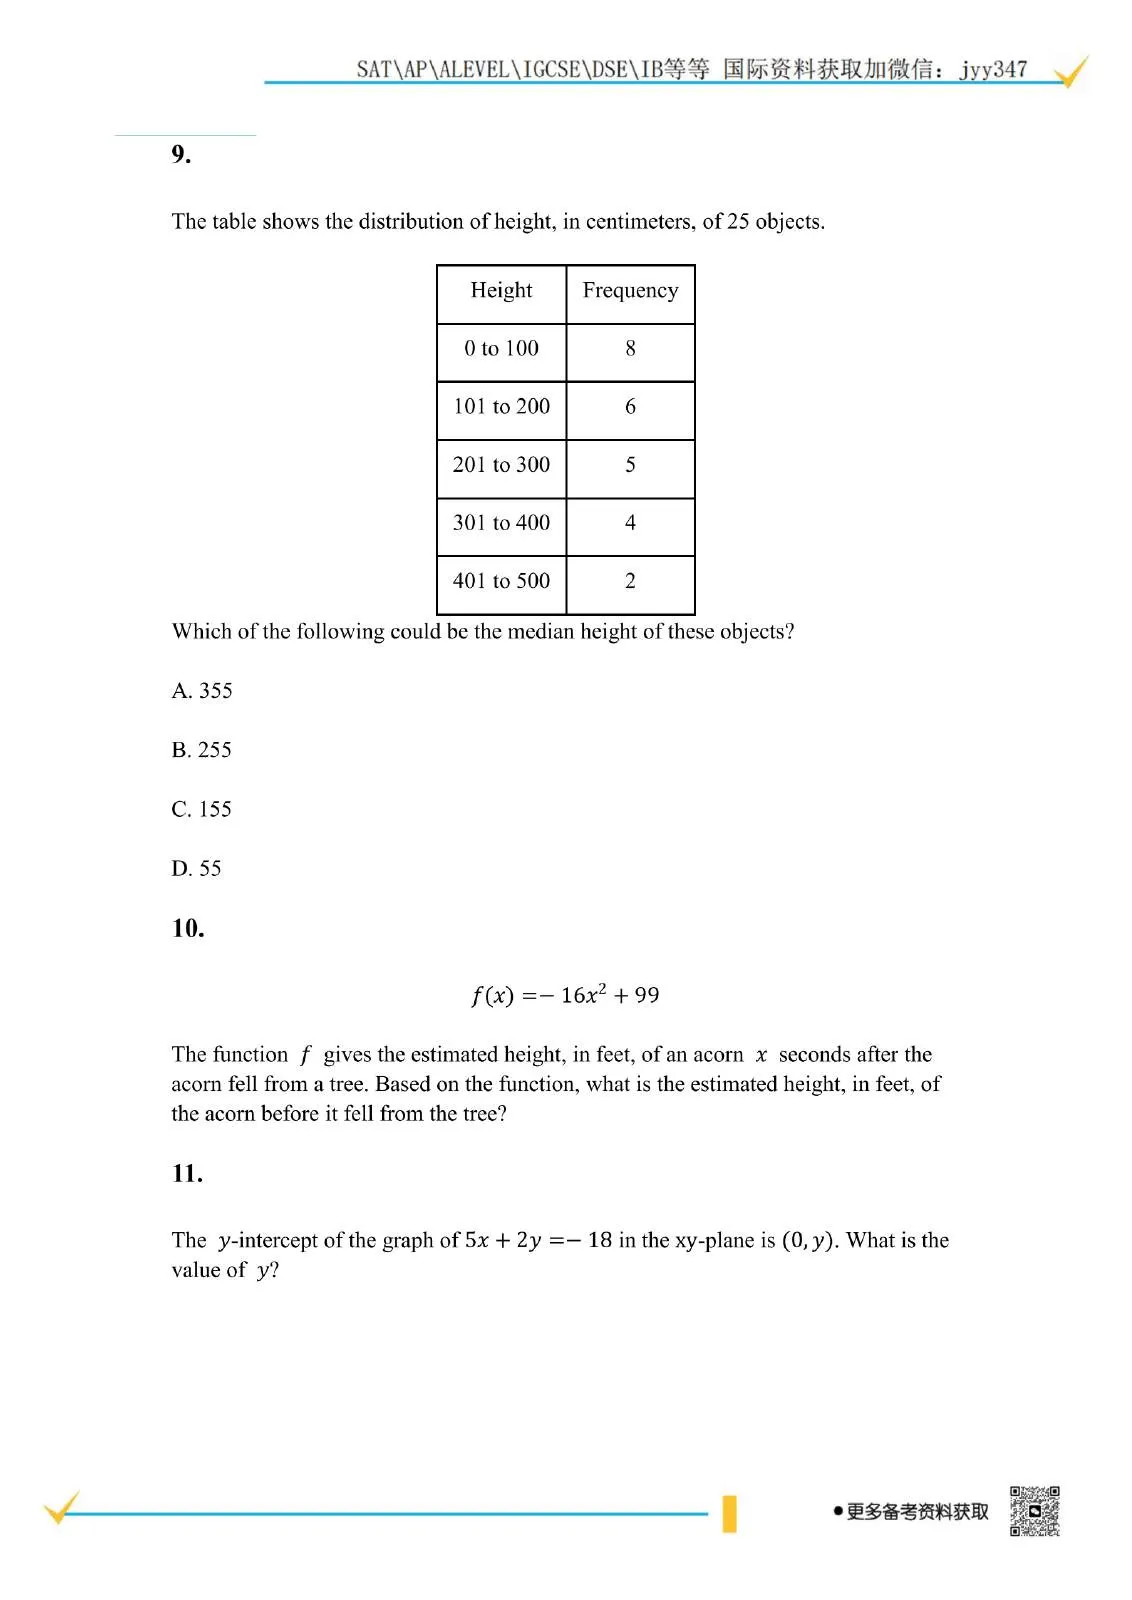 SAT\AP\ALEVEL\IGCSE\DSE\IB等等 国际资料获取加微信：jyy347
9.
The table shows the distribution of height, in centimeters, of 25 objects.
Height Frequency
0 to 100 8
101 to 200 6
201 to 300 5
301 to 400 4
401 to 500 2
Which of the following could be the median height of these objects?
A. 355
B. 255
C. 155
D. 55
10.
f(x) =− 16x² + 99
The function f gives the estimated height, in feet, of an acorn x seconds after the
acorn fell from a tree. Based on the function, what is the estimated height, in feet, of
the acorn before it fell from the tree?
11.
The y-intercept of the graph of 5x + 2y =− 18 in the xy-plane is (0, y). What is the
value of y?
●更多备考资料获取